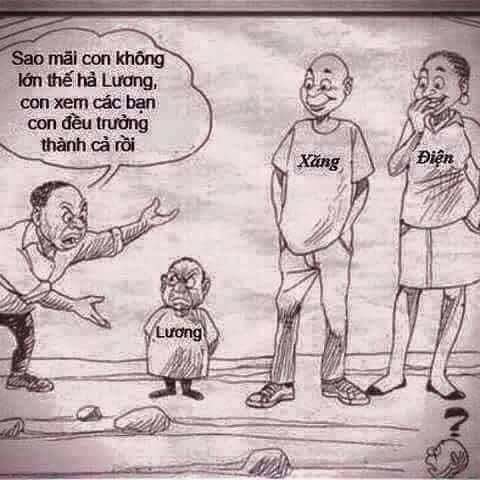 Sao mãi con không
lớn thế hả Lương,
con xem các bạn
con đều trưởng
thành cả rồi
Xăng
Điện
Lương
?